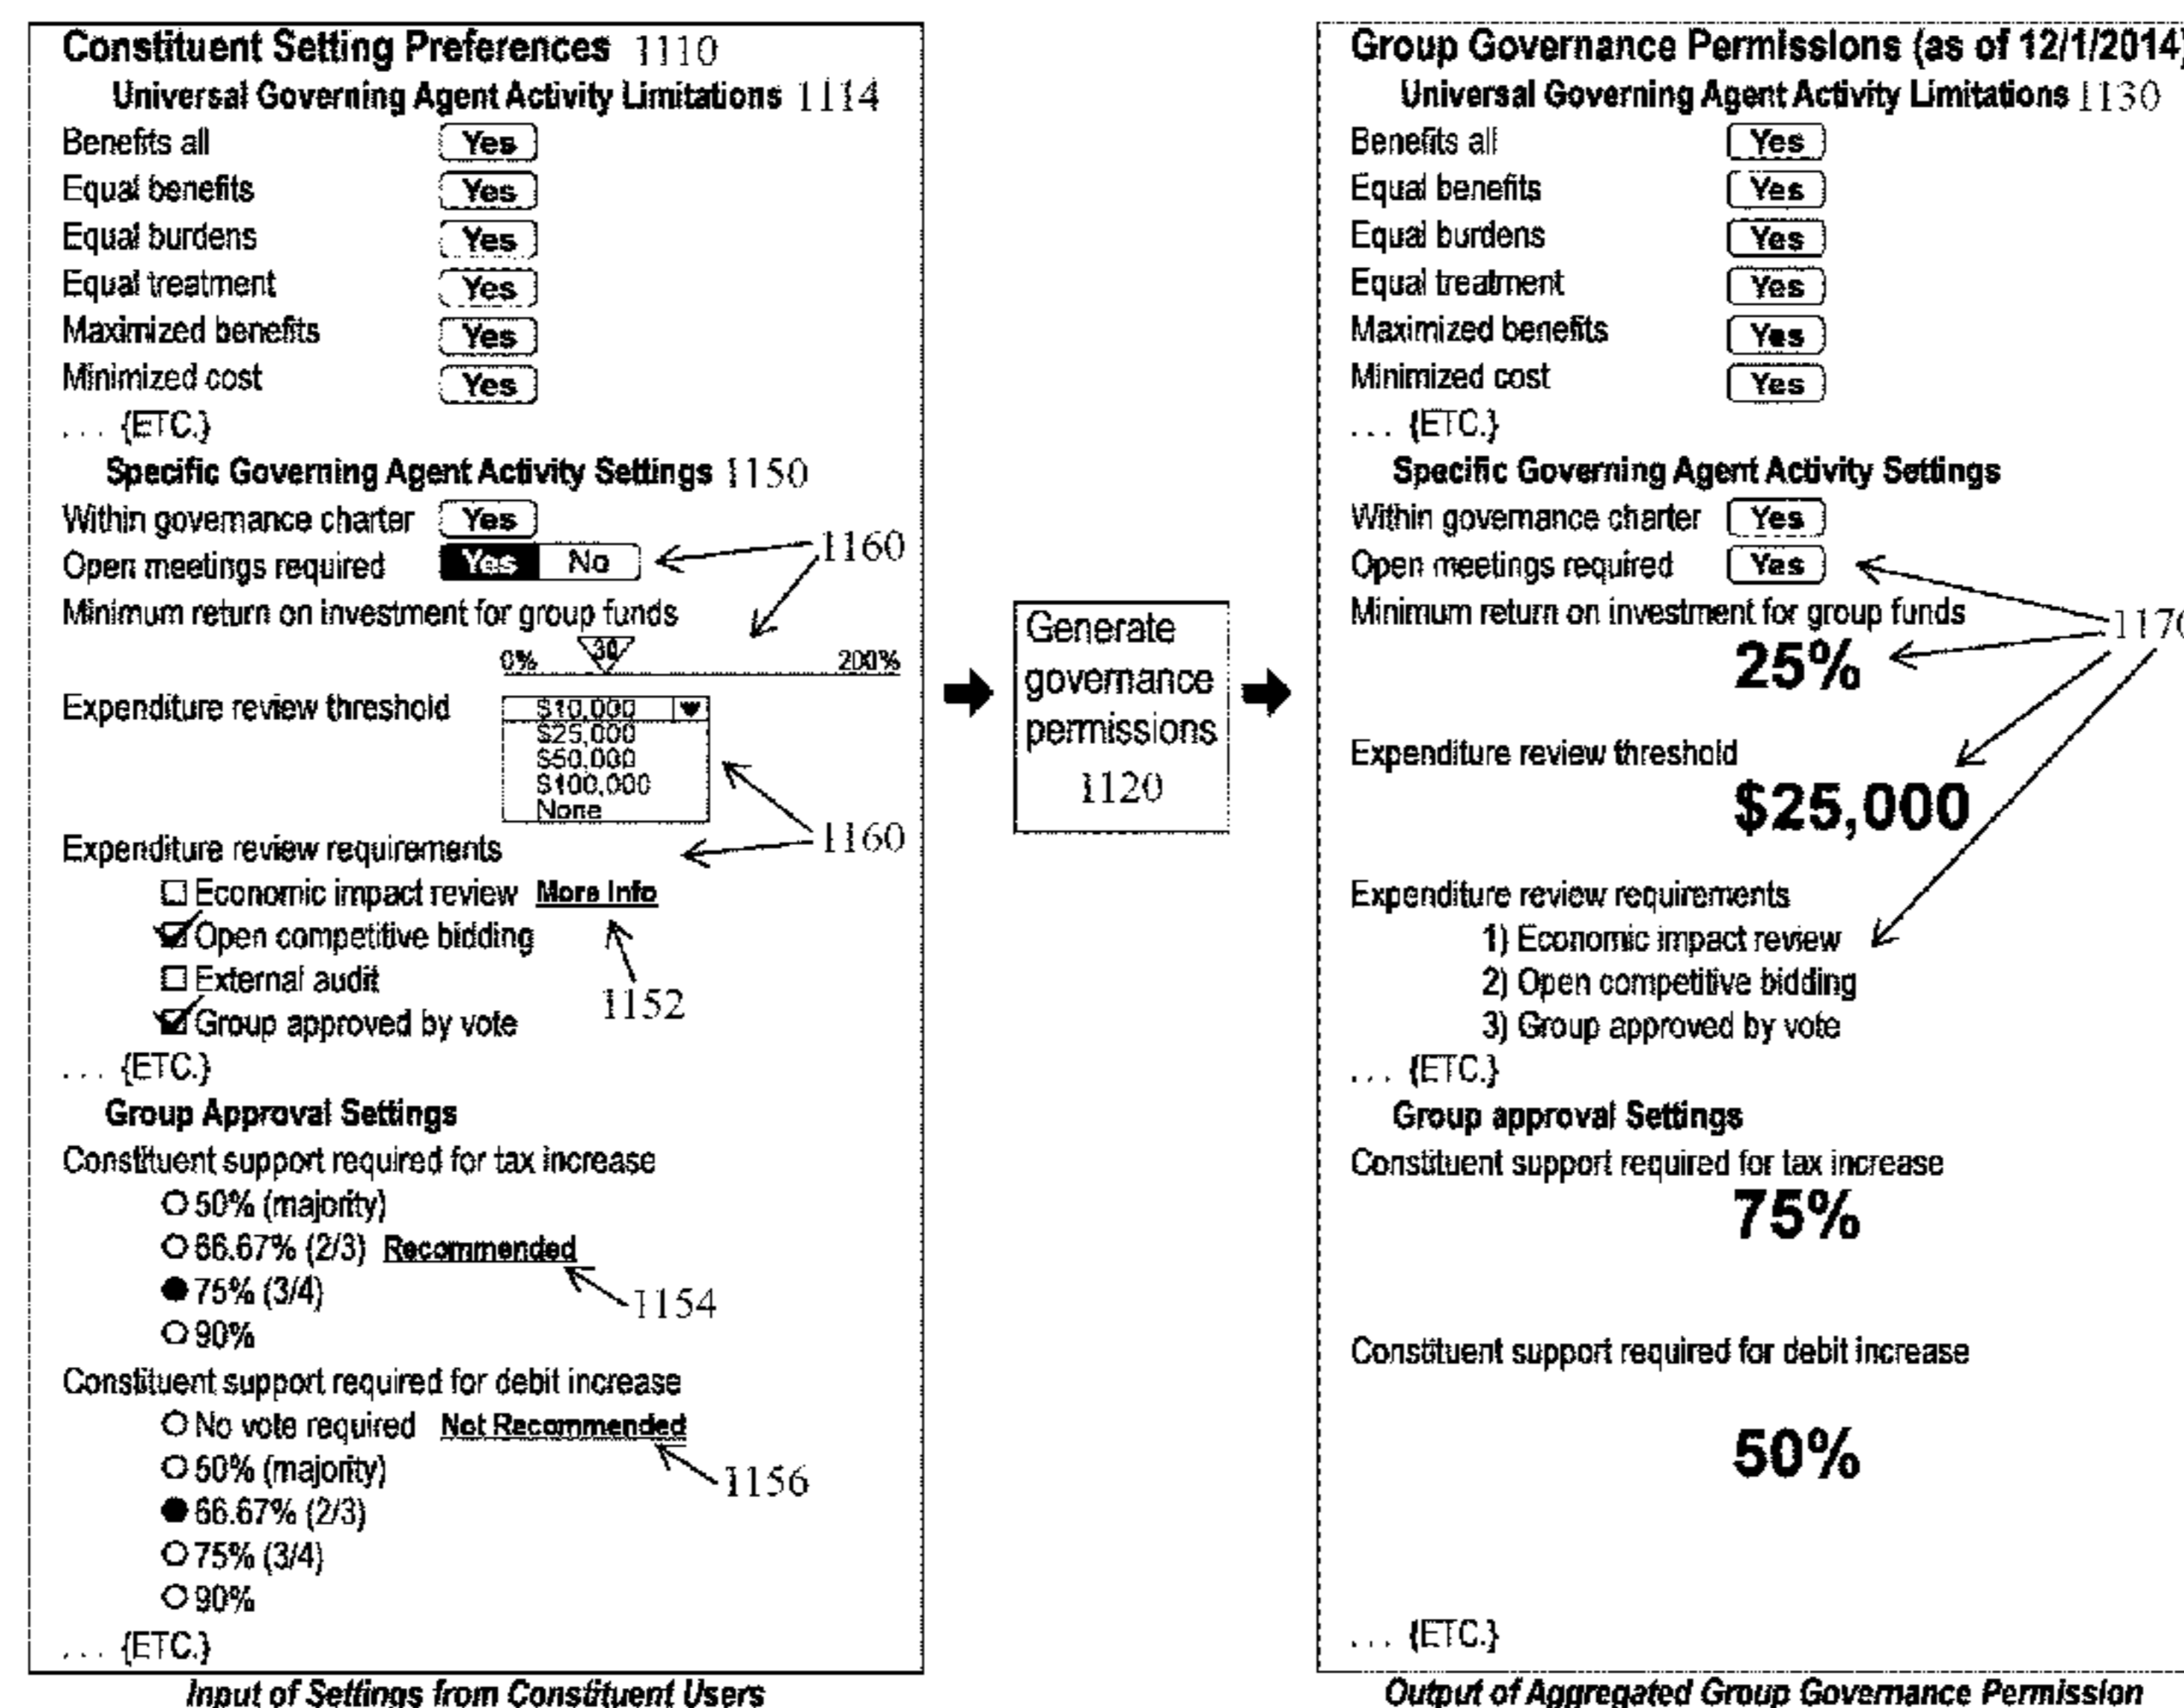 Constituent Setting Preferences 1110
Universal Governing Agent Activity Limitations 1114
Benefits all Yes
Equal benefits Yes
Equal burdens Yes
Equal treatment Yes
Maximized benefits Yes
Minimized cost Yes
... {ETC.}
Specific Governing Agent Activity Settings 1150
Within governance charter Yes
Open meetings required Yes No
1160
Minimum return on investment for group funds
0% 30 200%
Expenditure review threshold $10,000
$25,000
$50,000
$100,000
None
1160
Expenditure review requirements
Economic impact review More Info
Open competitive bidding
External audit
1152
Group approved by vote
... {ETC.}
Group Approval Settings
Constituent support required for tax increase
50% (majority)
66.67% (2/3) Recommended
75% (3/4)
1154
90%
Constituent support required for debit increase
No vote required Not Recommended
50% (majority)
1156
66.67% (2/3)
75% (3/4)
90%
... {ETC.}
Input of Settings from Constituent Users
Generate
governance
permissions
1120
Group Governance Permissions (as of 12/1/2014)
Universal Governing Agent Activity Limitations 1130
Benefits all Yes
Equal benefits Yes
Equal burdens Yes
Equal treatment Yes
Maximized benefits Yes
Minimized cost Yes
... {ETC.}
Specific Governing Agent Activity Settings
Within governance charter Yes
Open meetings required Yes
Minimum return on investment for group funds
1170
25%
Expenditure review threshold
$25,000
Expenditure review requirements
1) Economic impact review
2) Open competitive bidding
3) Group approved by vote
... {ETC.}
Group approval Settings
Constituent support required for tax increase
75%
Constituent support required for debit increase
50%
... {ETC.}
Output of Aggregated Group Governance Permission